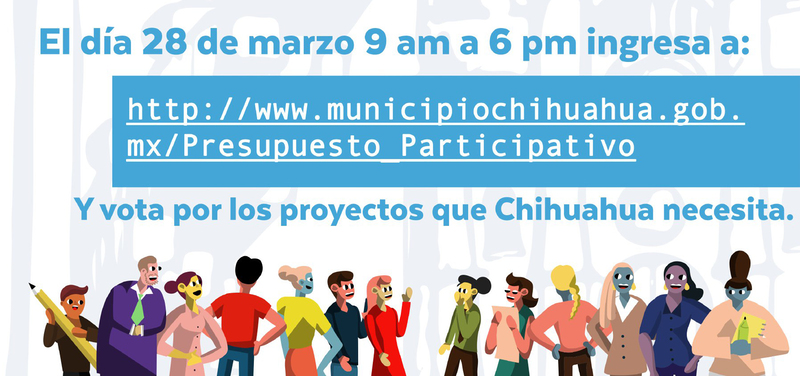 El día 28 de marzo 9 am a 6 pm ingresa a:
http://www.municipiochihuahua.gob.
mx/Presupuesto_Participativo
Y vota por los proyectos que Chihuahua necesita.